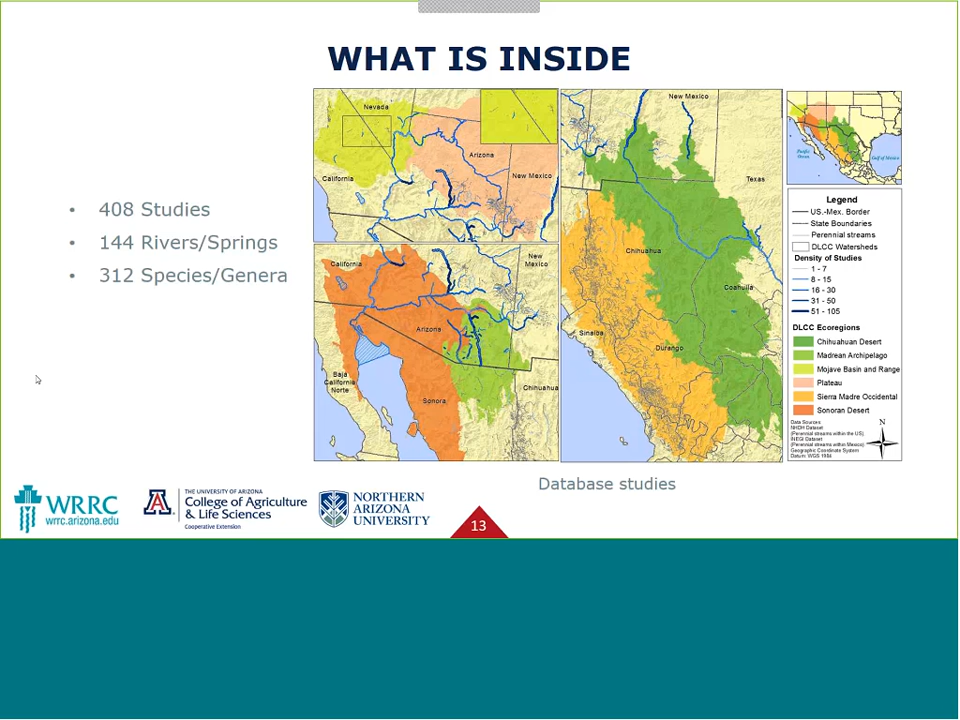 WHAT IS INSIDE
• 408 Studies
• 144 Rivers/Springs
• 312 Species/Genera
Nevada
California
Arizona
New Mexico
California
New
Mexico
Arizona
Baja
California
Norte
Sonora
Chihuahua
New Mexico
Texas
Chihuahua
Coahuila
Sinaloa
Durango
Pacific
Ocean
Gulf of Mexico
Legend
US.-Mex. Border
State Boundaries
Perennial streams
DLCC Watersheds
Density of Studies
1 - 7
8 - 15
16 - 30
31 - 50
51 - 105
DLCC Ecoregions
Chihuahuan Desert
Madrean Archipelago
Mojave Basin and Range
Plateau
Sierra Madre Occidental
Sonoran Desert
Data Sources
NHDH Dataset
(Perennial streams within the US)
INEGI Dataset
(Perennial streams within Mexico)
Geographic Coordinate System
Datum: WGS 1984
N
Database studies
WRRC
wrrc.arizona.edu
A
THE UNIVERSITY OF ARIZONA
College of Agriculture
& Life Sciences
Cooperative Extension
NORTHERN
ARIZONA
UNIVERSITY
13